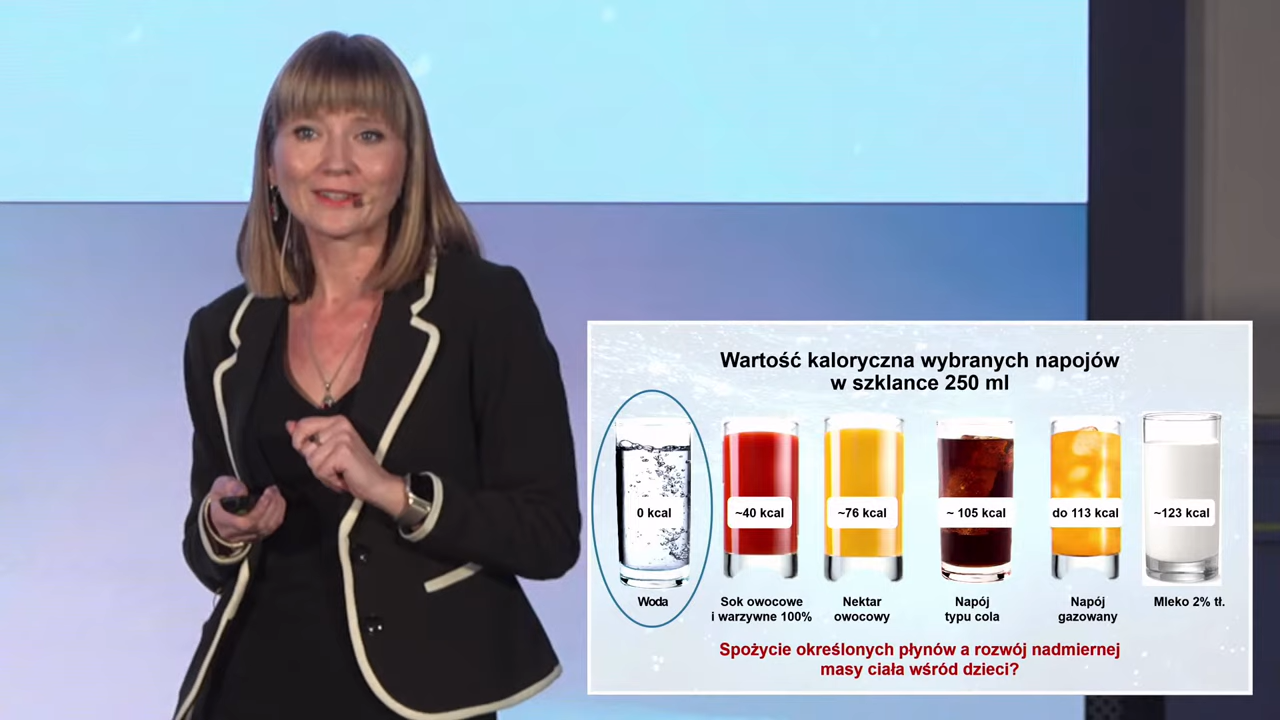 Wartość kaloryczna wybranych napojów
w szklance 250 ml
0 kcal
~40 kcal
~76 kcal
~ 105 kcal
do 113 kcal
~123 kcal
Woda
Sok owocowe
i warzywne 100%
Nektar
owocowy
Napój
typu cola
Napój
gazowany
Mleko 2% tł.
Spożycie określonych płynów a rozwój nadmiernej
masy ciała wśród dzieci?